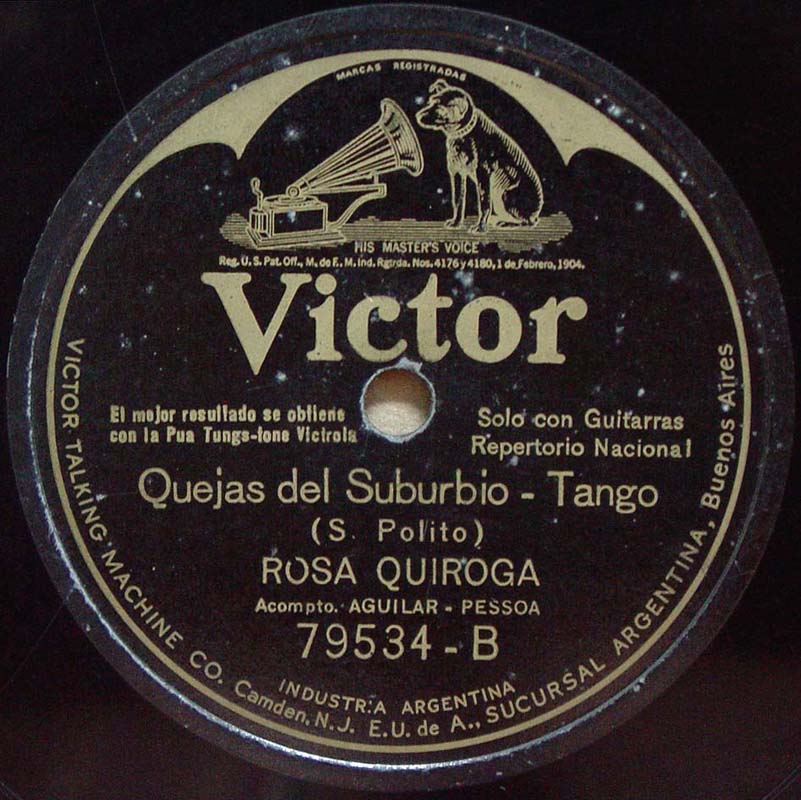 MARCAS REGISTRADAS
HIS MASTER'S VOICE
Reg. U. S. Pat. Off., M. de F., M. Ind. Rgtrda. Nos. 4176 y 4180, 1 de Febrero, 1904.
Victor
El mejor resultado se obtiene
con la Pua Tungs-tone Victrola
Solo con Guitarras
Repertorio Nacional
Quejas del Suburbio - Tango
(S. Polito)
ROSA QUIROGA
Acompto. AGUILAR - PESSOA
79534 - B
INDUSTRIA ARGENTINA
VICTOR TALKING MACHINE CO. Camden, N. J. E.U. de A., SUCURSAL ARGENTINA, Buenos Aires